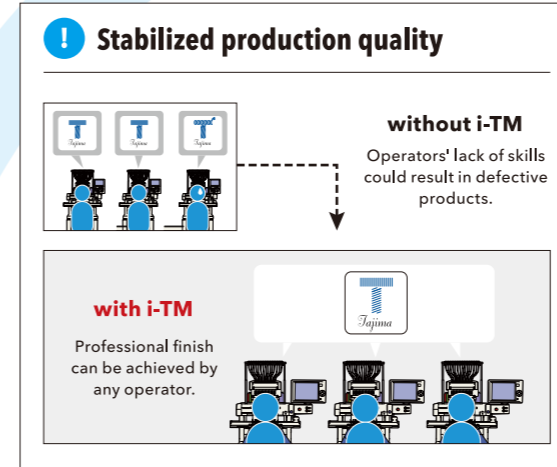 !
Stabilized production quality
T T T
Tajima Tajima Tajima
without i-TM
Operators' lack of skills
could result in defective
products.
with i-TM
Professional finish
can be achieved by
any operator.
T
Tajima